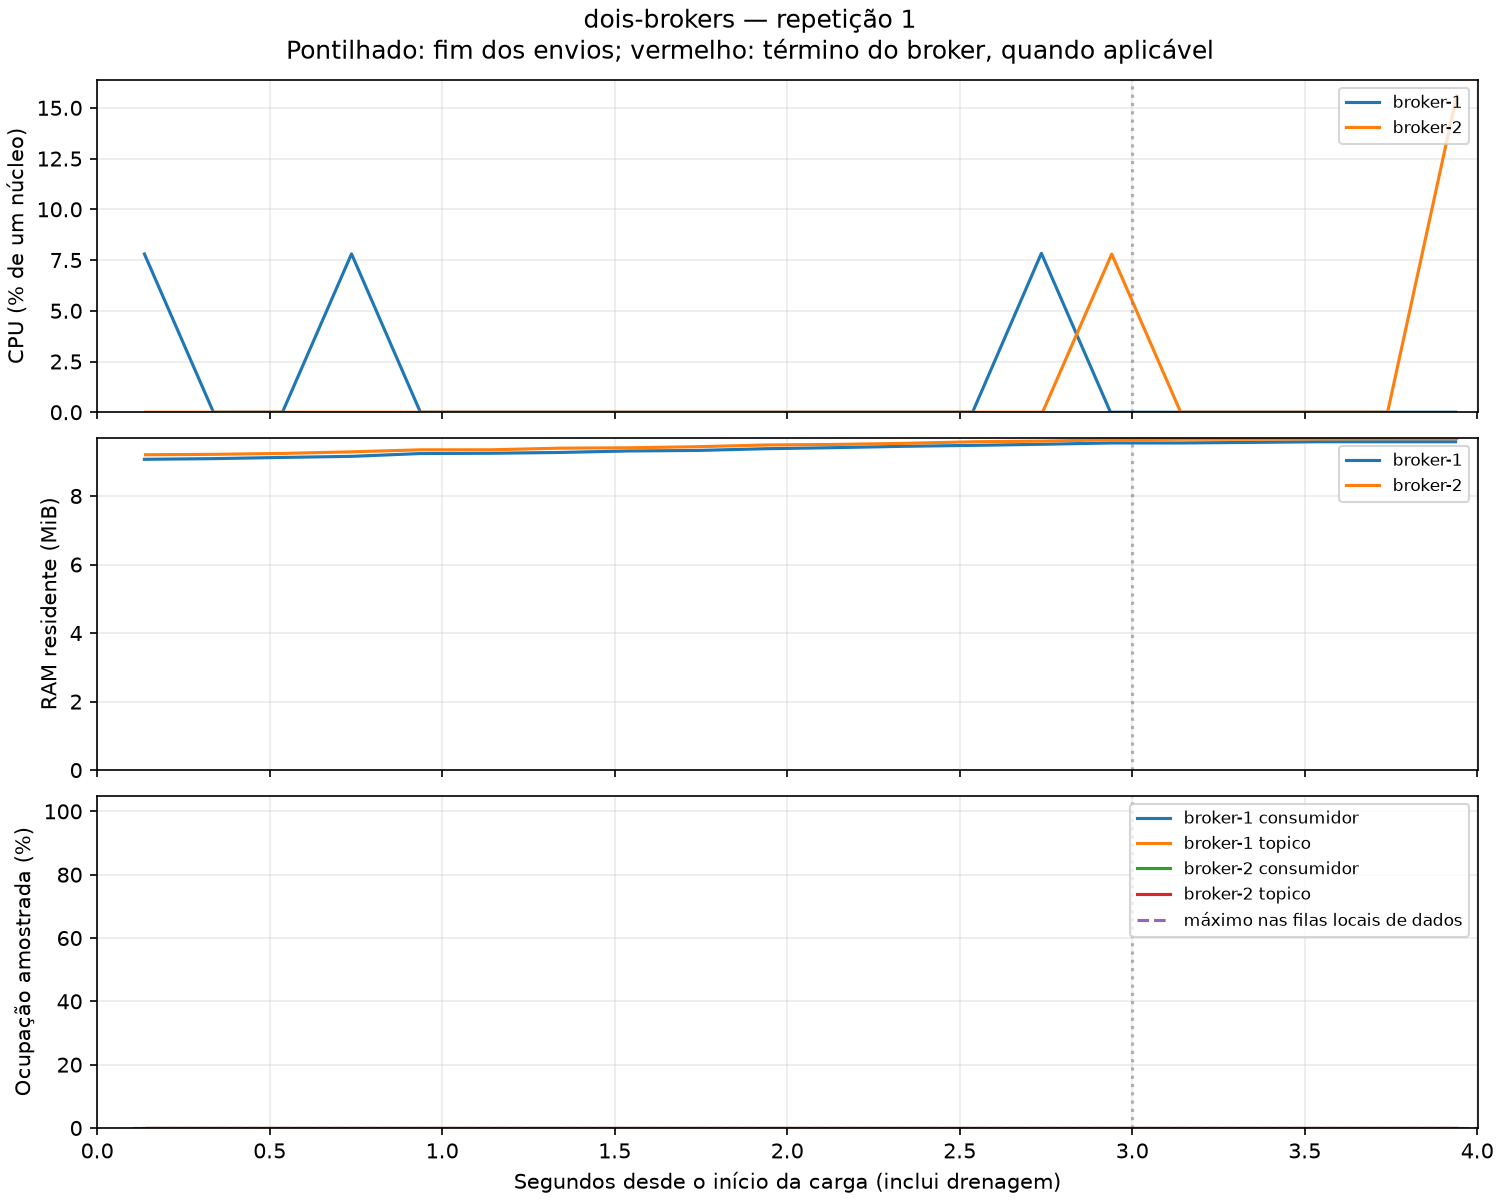 dois-brokers — repetição 1
Pontilhado: fim dos envios; vermelho: término do broker, quando aplicável
CPU (% de um núcleo)
15.0
12.5
10.0
7.5
5.0
2.5
0.0
broker-1
broker-2
RAM residente (MiB)
8
6
4
2
0
broker-1
broker-2
Ocupação amostrada (%)
100
80
60
40
20
0
broker-1 consumidor
broker-1 topico
broker-2 consumidor
broker-2 topico
máximo nas filas locais de dados
0.0 0.5 1.0 1.5 2.0 2.5 3.0 3.5 4.0
Segundos desde o início da carga (inclui drenagem)